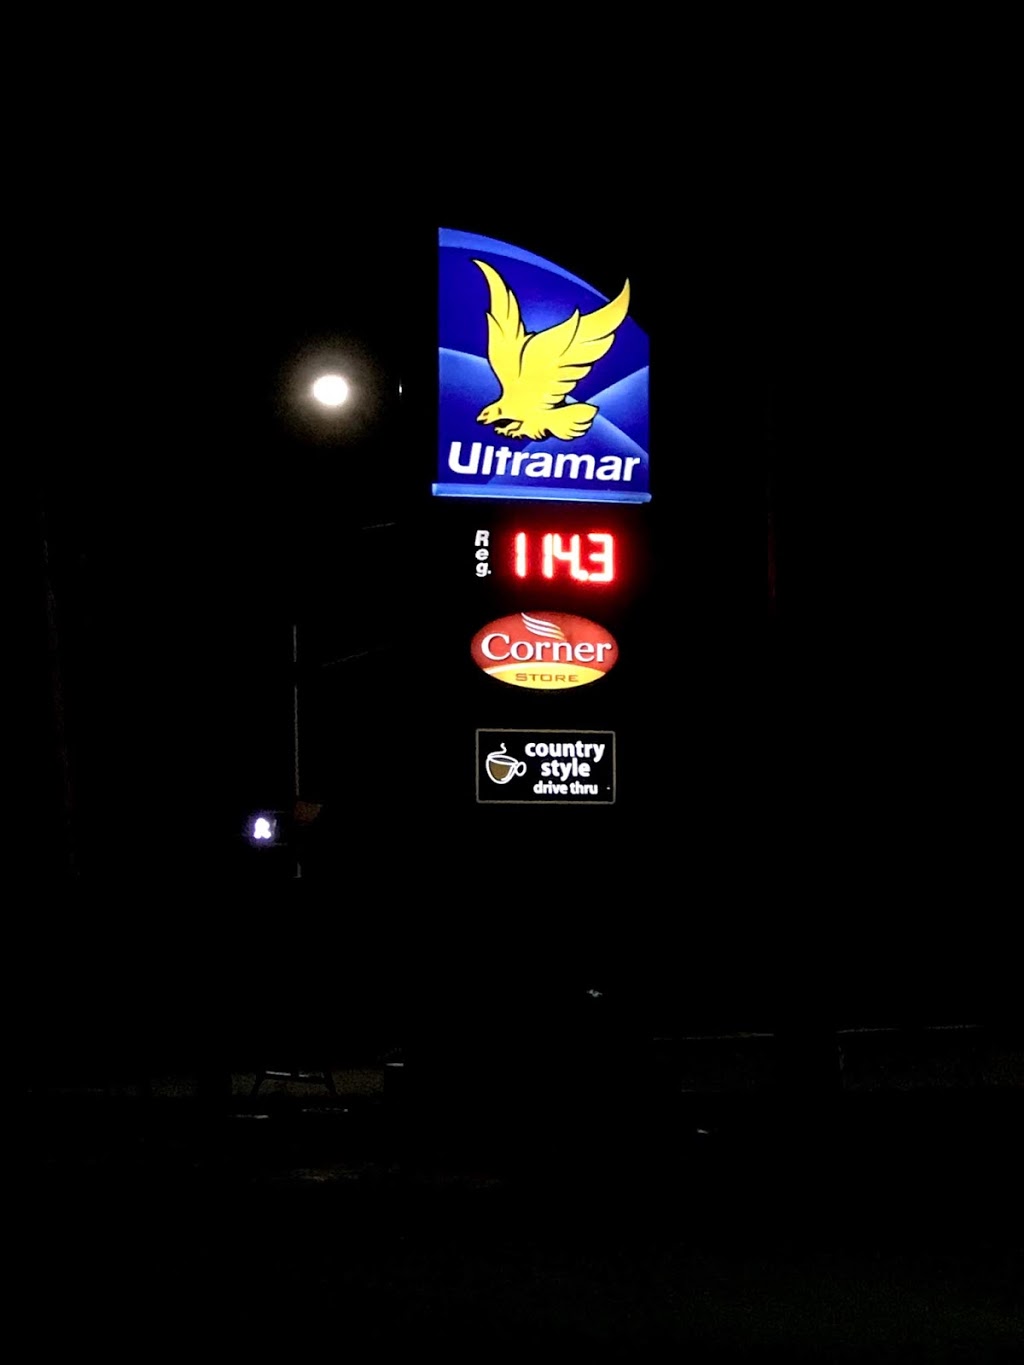 Ultramar
Reg. 114.3
Corner
STORE
country
style
drive thru